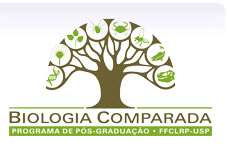 BIOLOGIA COMPARADA
PROGRAMA DE PÓS-GRADUAÇÃO • FFCLRP-USP